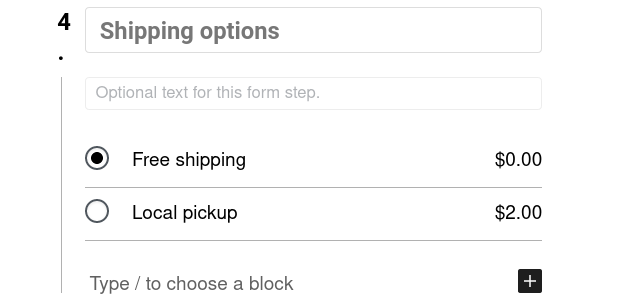 4
.
Shipping options
Optional text for this form step.
Free shipping $0.00
Local pickup $2.00
Type / to choose a block